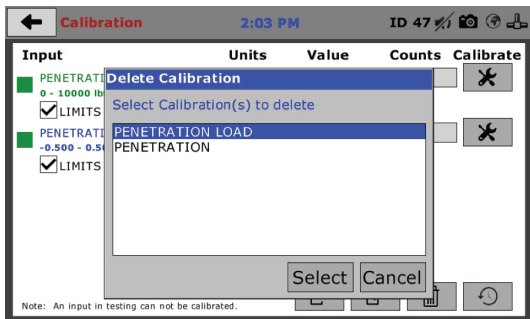 Calibration 2:03 PM ID 47
Input Units Value Counts Calibrate
PENETRATI
0 - 10000 lb
LIMITS
PENETRATI
-0.500 - 0.50
LIMITS
Delete Calibration
Select Calibration(s) to delete
PENETRATION LOAD
PENETRATION
Select Cancel
Note: An input in testing can not be calibrated.